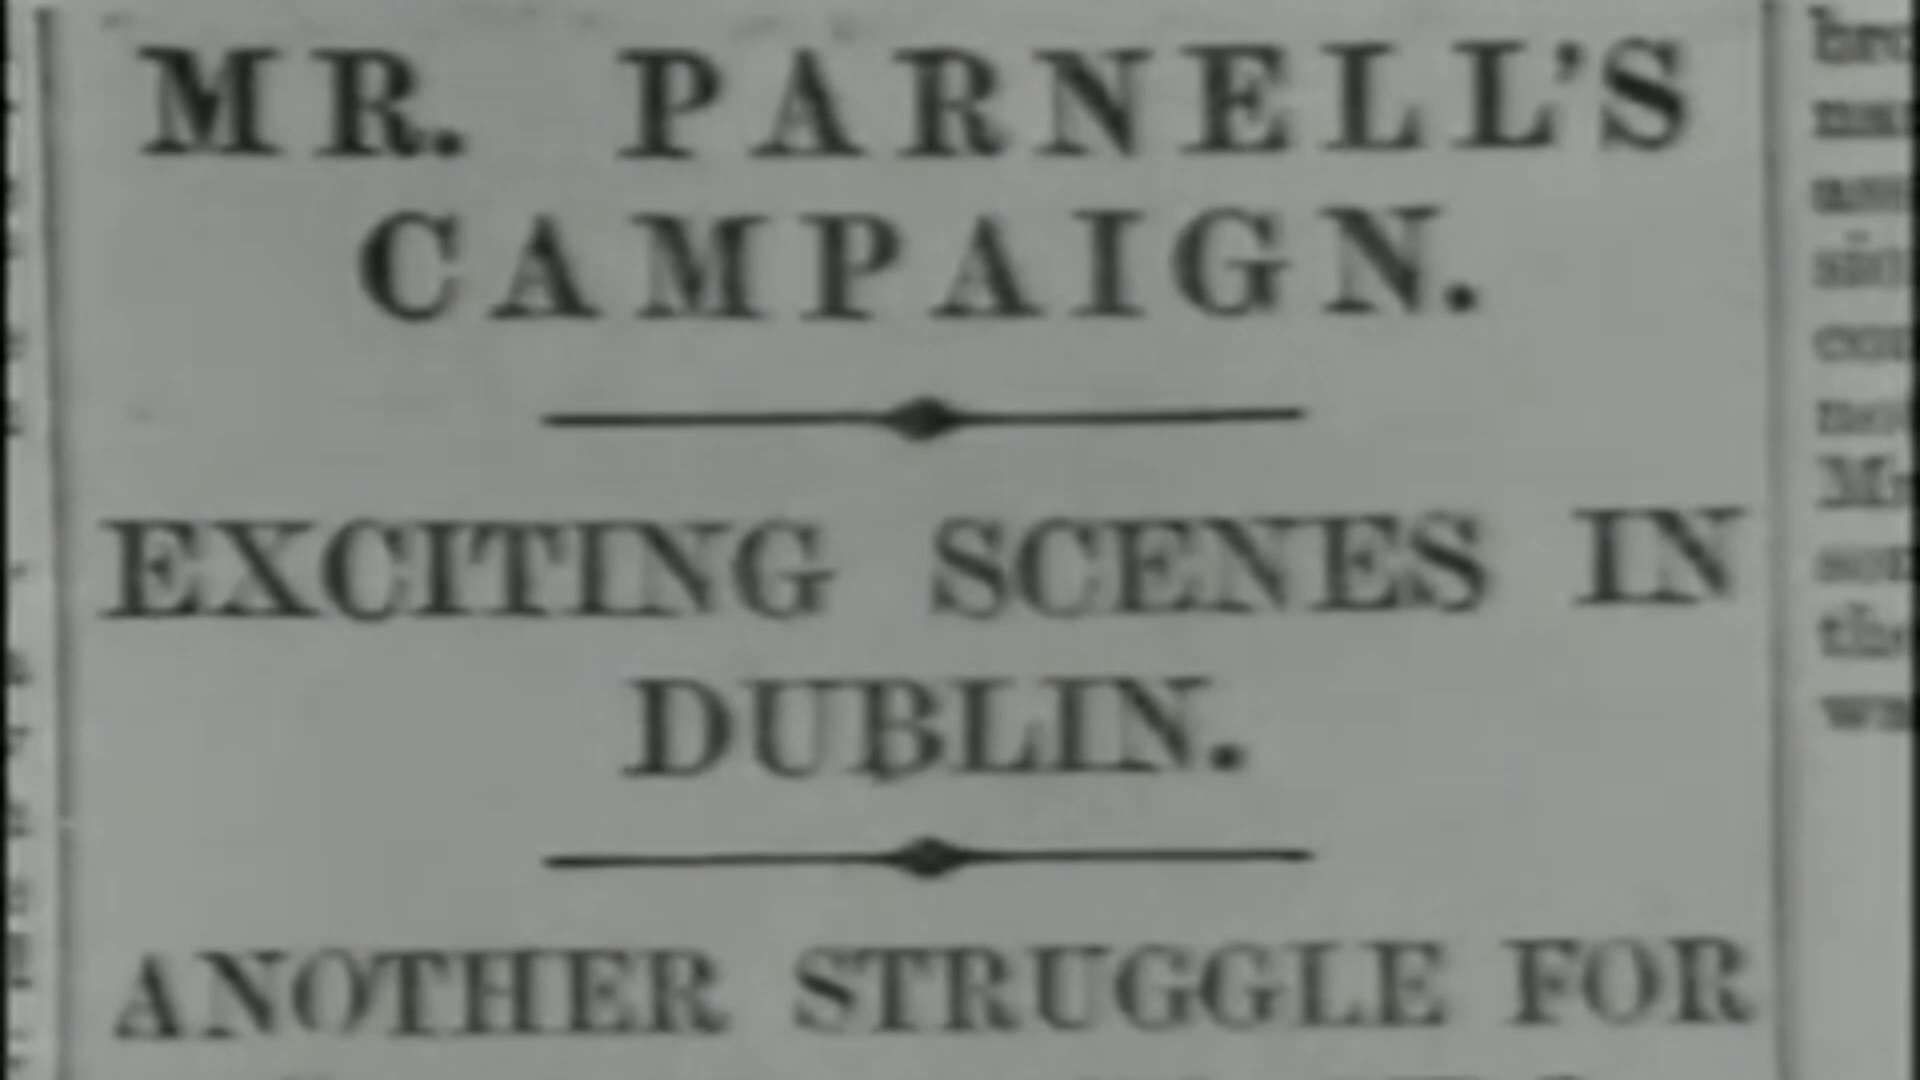 MR. PARNELL'S
CAMPAIGN.
EXCITING SCENES IN
DUBLIN.
ANOTHER STRUGGLE FOR